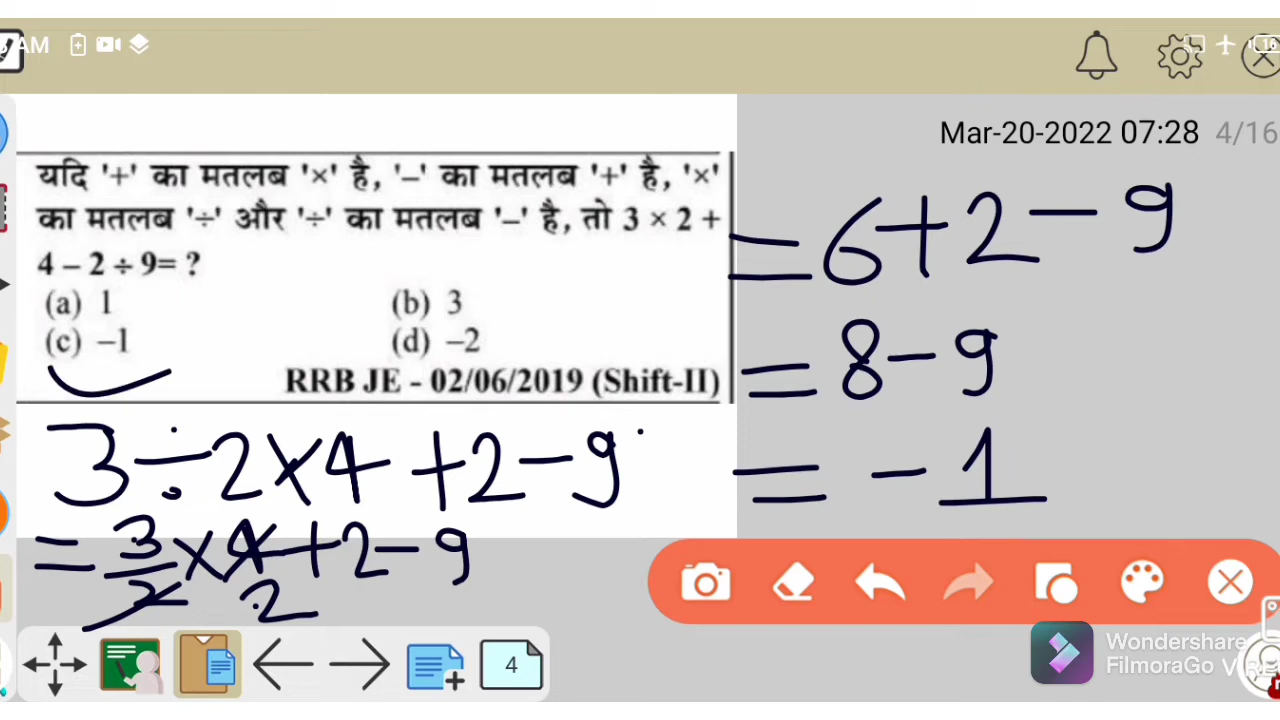 AM
16
Mar-20-2022 07:28 4/16
यदि '+' का मतलब '×' है, '–' का मतलब '+' है, '×'
का मतलब '÷' और '÷' का मतलब '–' है, तो 3 × 2 +
4 – 2 ÷ 9= ?
(a) 1 (b) 3
(c) –1 (d) –2
RRB JE - 02/06/2019 (Shift-II)
3÷2×4+2-9
= 3/2 × 4 + 2 - 9
2
= 6+2-9
= 8-9
= -1
4
Wondershare
FilmoraGo